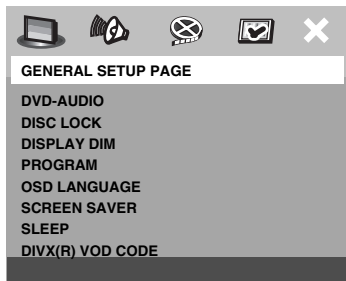 GENERAL SETUP PAGE
DVD-AUDIO
DISC LOCK
DISPLAY DIM
PROGRAM
OSD LANGUAGE
SCREEN SAVER
SLEEP
DIVX(R) VOD CODE